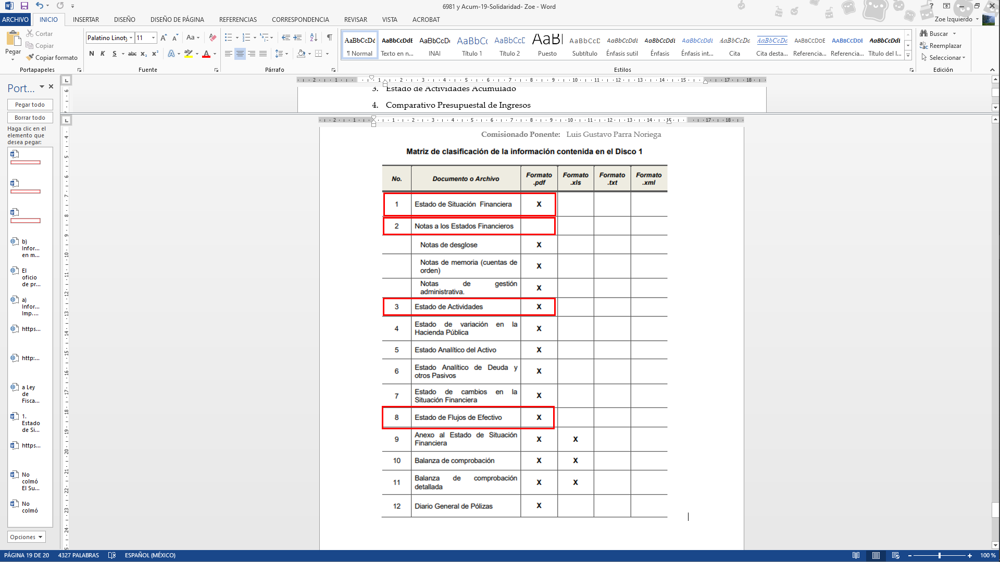 6981 y Acum-19-Solidaridad- Zoe - Word
ARCHIVO INICIO INSERTAR DISEÑO DISEÑO DE PÁGINA REFERENCIAS CORRESPONDENCIA REVISAR VISTA ACROBAT
Zoe Izquierdo
Pegar
Cortar
Copiar
Copiar formato
Portapapeles
Palatino Linoty 11
N K S abc x₂ x²
Fuente
Párrafo
AaBbCcDc AaBbCcDdE AaBbCcDc AaBbCc AaBbCcD AaBl AaBbCcD AaBbCcDdI AaBbCcDdI AaBbCcDdI AaBbCcDc AaBbCcDc AABBCCDDE AABBCCDDE AaBbCcDdI
¶ Normal Texto en n... INAI Título 1 Título 2 Puesto Subtítulo Énfasis sutil Énfasis Énfasis int... Cita Cita desta... Referencia... Referencia... Título del l...
Estilos
Buscar
Reemplazar
Seleccionar
Edición
Port...
Pegar todo
Borrar todo
Haga clic en el
elemento que
desea pegar:
b)
Infor...
en m...
El
oficio
de pr...
a)
Infor...
Imp....
https...
http:...
a Ley
de
Fisca...
1.
Estado
de Si...
https...
No
colmó
El Su...
No
colmó
Opciones
3. Estado de Actividades Acumulado
4. Comparativo Presupuestal de Ingresos
Comisionado Ponente: Luis Gustavo Parra Noriega
Matriz de clasificación de la información contenida en el Disco 1
No. Documento o Archivo Formato .pdf Formato .xls Formato .txt Formato .xml
1 Estado de Situación Financiera X
2 Notas a los Estados Financieros
Notas de desglose X
Notas de memoria (cuentas de
orden) X
Notas de gestión
administrativa. X
3 Estado de Actividades X
4 Estado de variación en la
Hacienda Pública X
5 Estado Analítico del Activo X
6 Estado Analítico de Deuda y
otros Pasivos X
7 Estado de cambios en la
Situación Financiera X
8 Estado de Flujos de Efectivo X
9 Anexo al Estado de Situación
Financiera X X
10 Balanza de comprobación X X
11 Balanza de comprobación
detallada X X
12 Diario General de Pólizas X
PÁGINA 19 DE 20 4327 PALABRAS ESPAÑOL (MÉXICO) 100 %